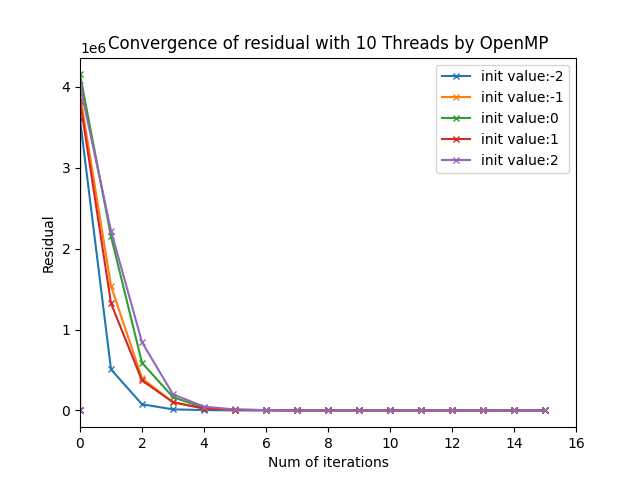 Convergence of residual with 10 Threads by OpenMP
1e6
init value:-2
init value:-1
init value:0
init value:1
init value:2
4
3
2
1
0
Residual
0 2 4 6 8 10 12 14 16
Num of iterations